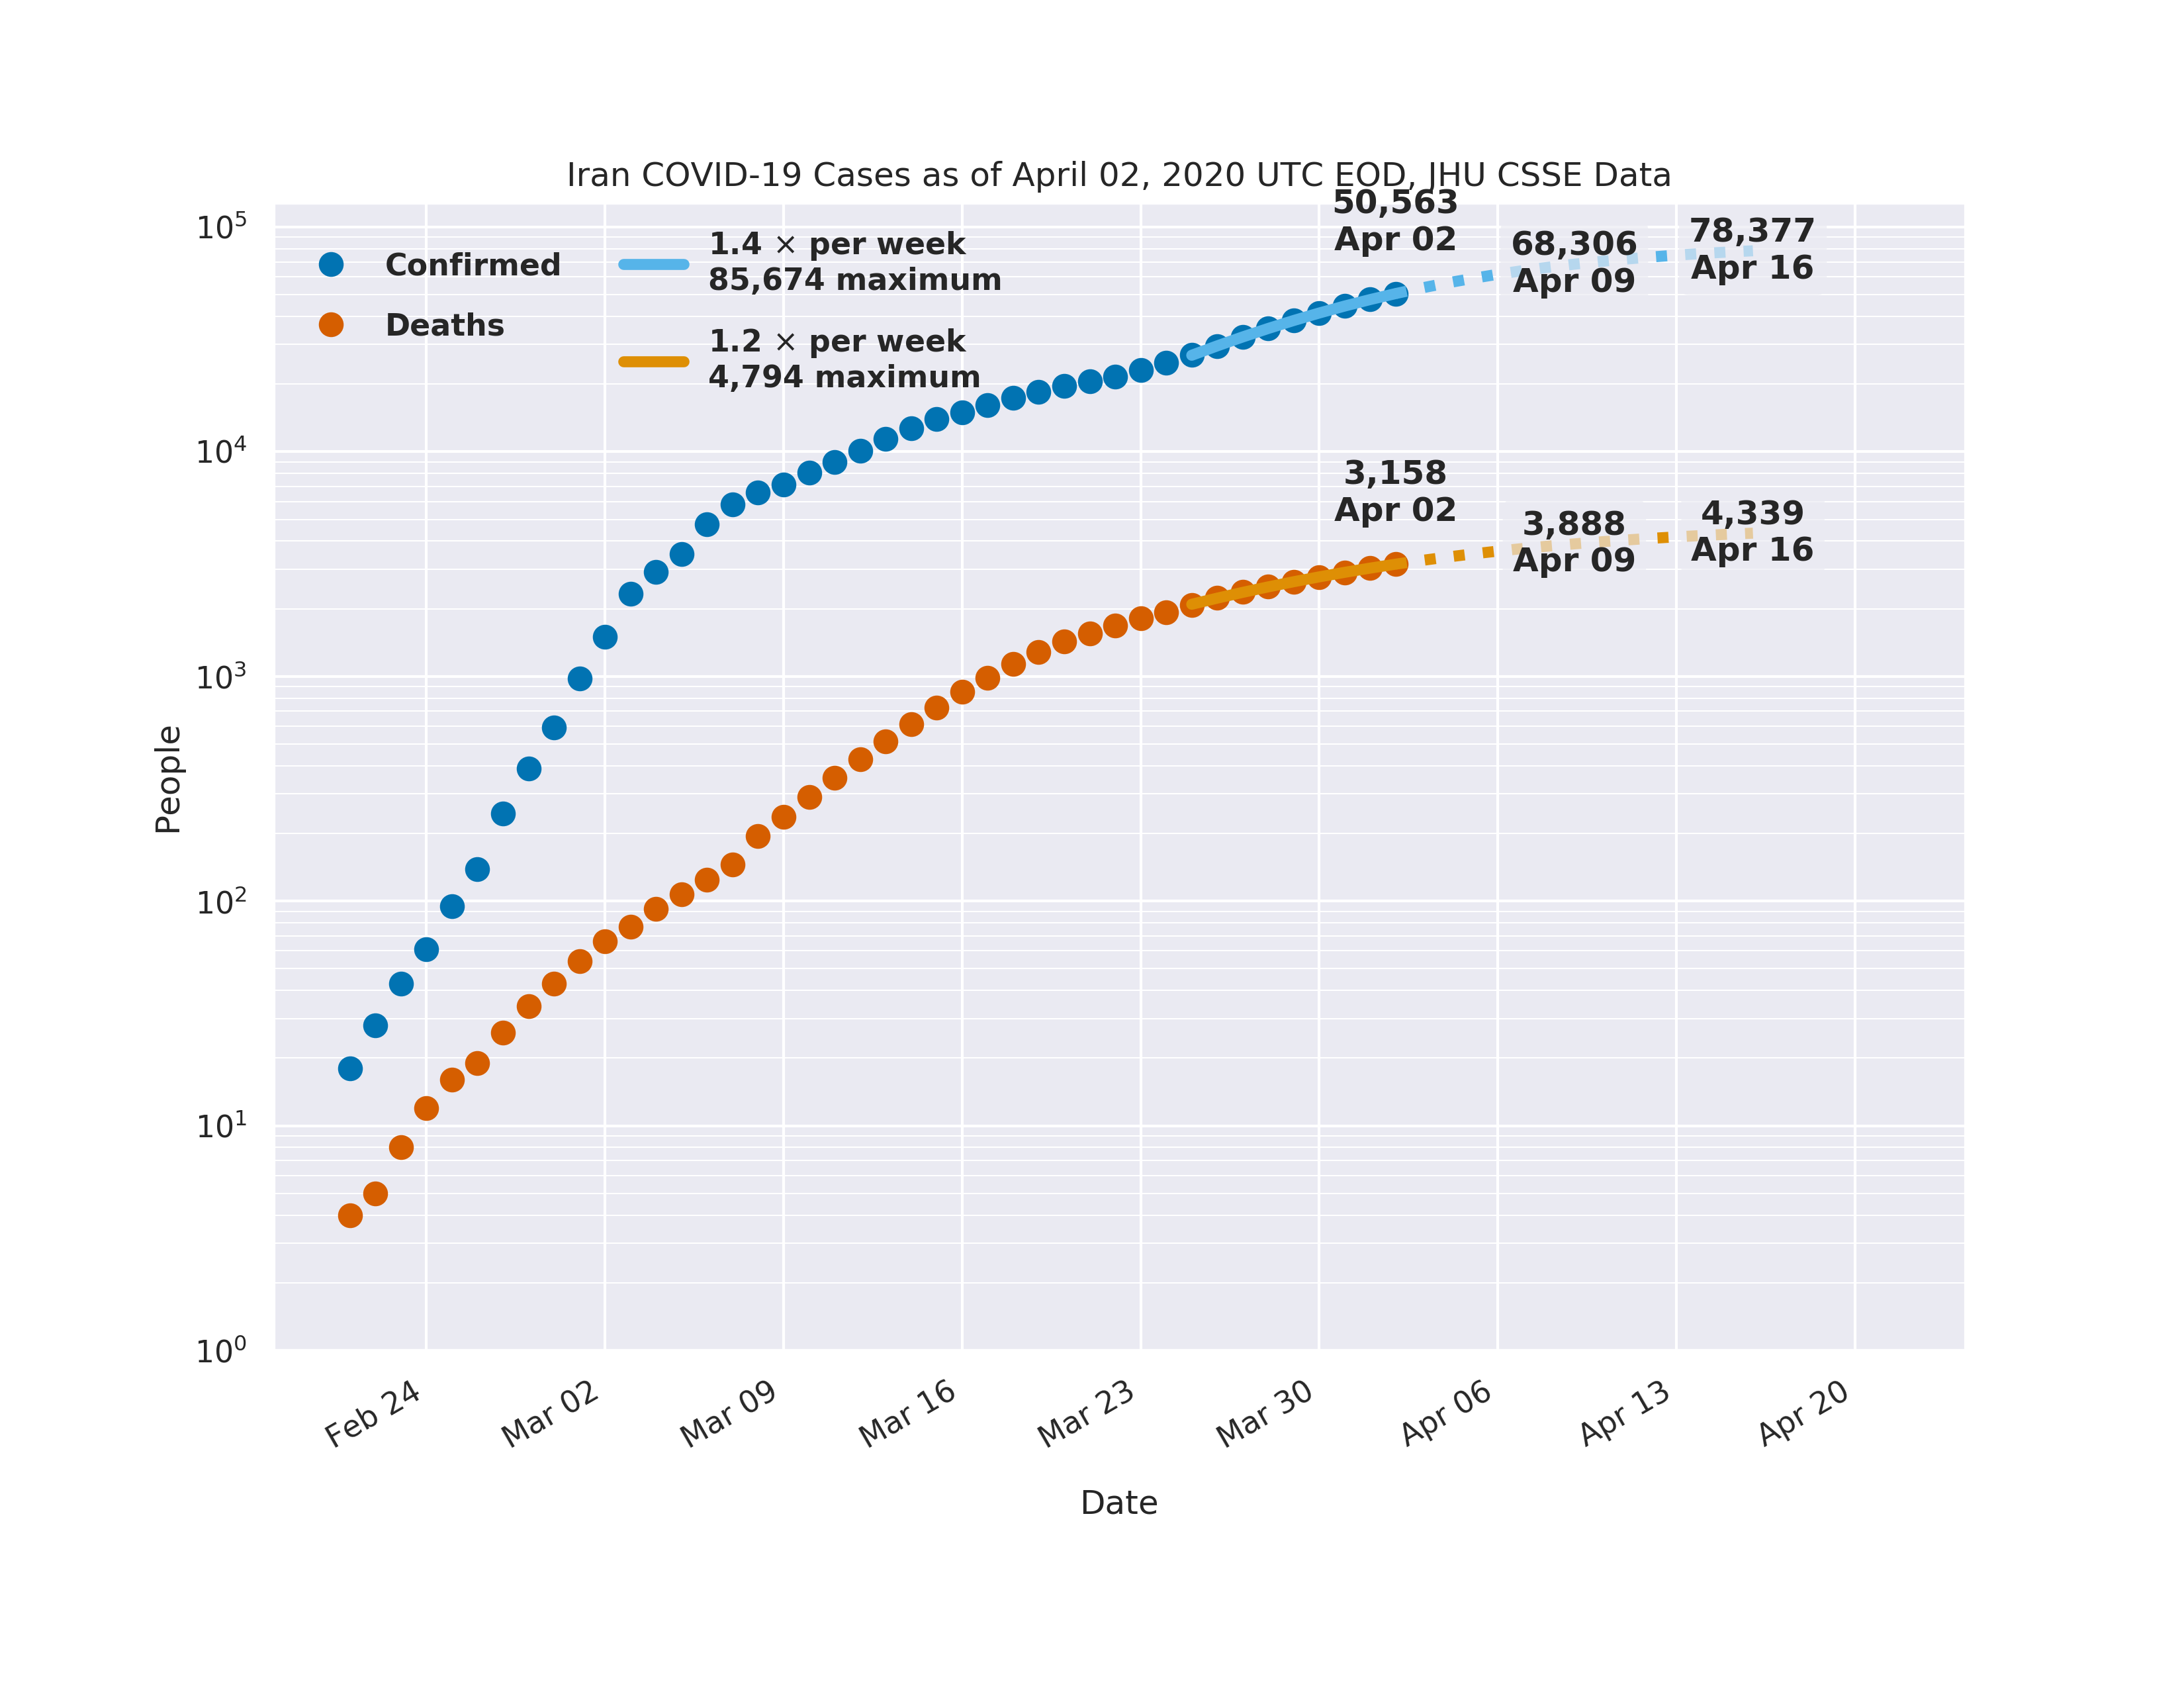 Iran COVID-19 Cases as of April 02, 2020 UTC EOD, JHU CSSE Data
50,563
Apr 02
68,306
Apr 09
78,377
Apr 16
Confirmed
Deaths
1.4 × per week
85,674 maximum
1.2 × per week
4,794 maximum
3,158
Apr 02
3,888
Apr 09
4,339
Apr 16
10⁵
10⁴
10³
10²
10¹
10⁰
People
Feb 24
Mar 02
Mar 09
Mar 16
Mar 23
Mar 30
Apr 06
Apr 13
Apr 20
Date